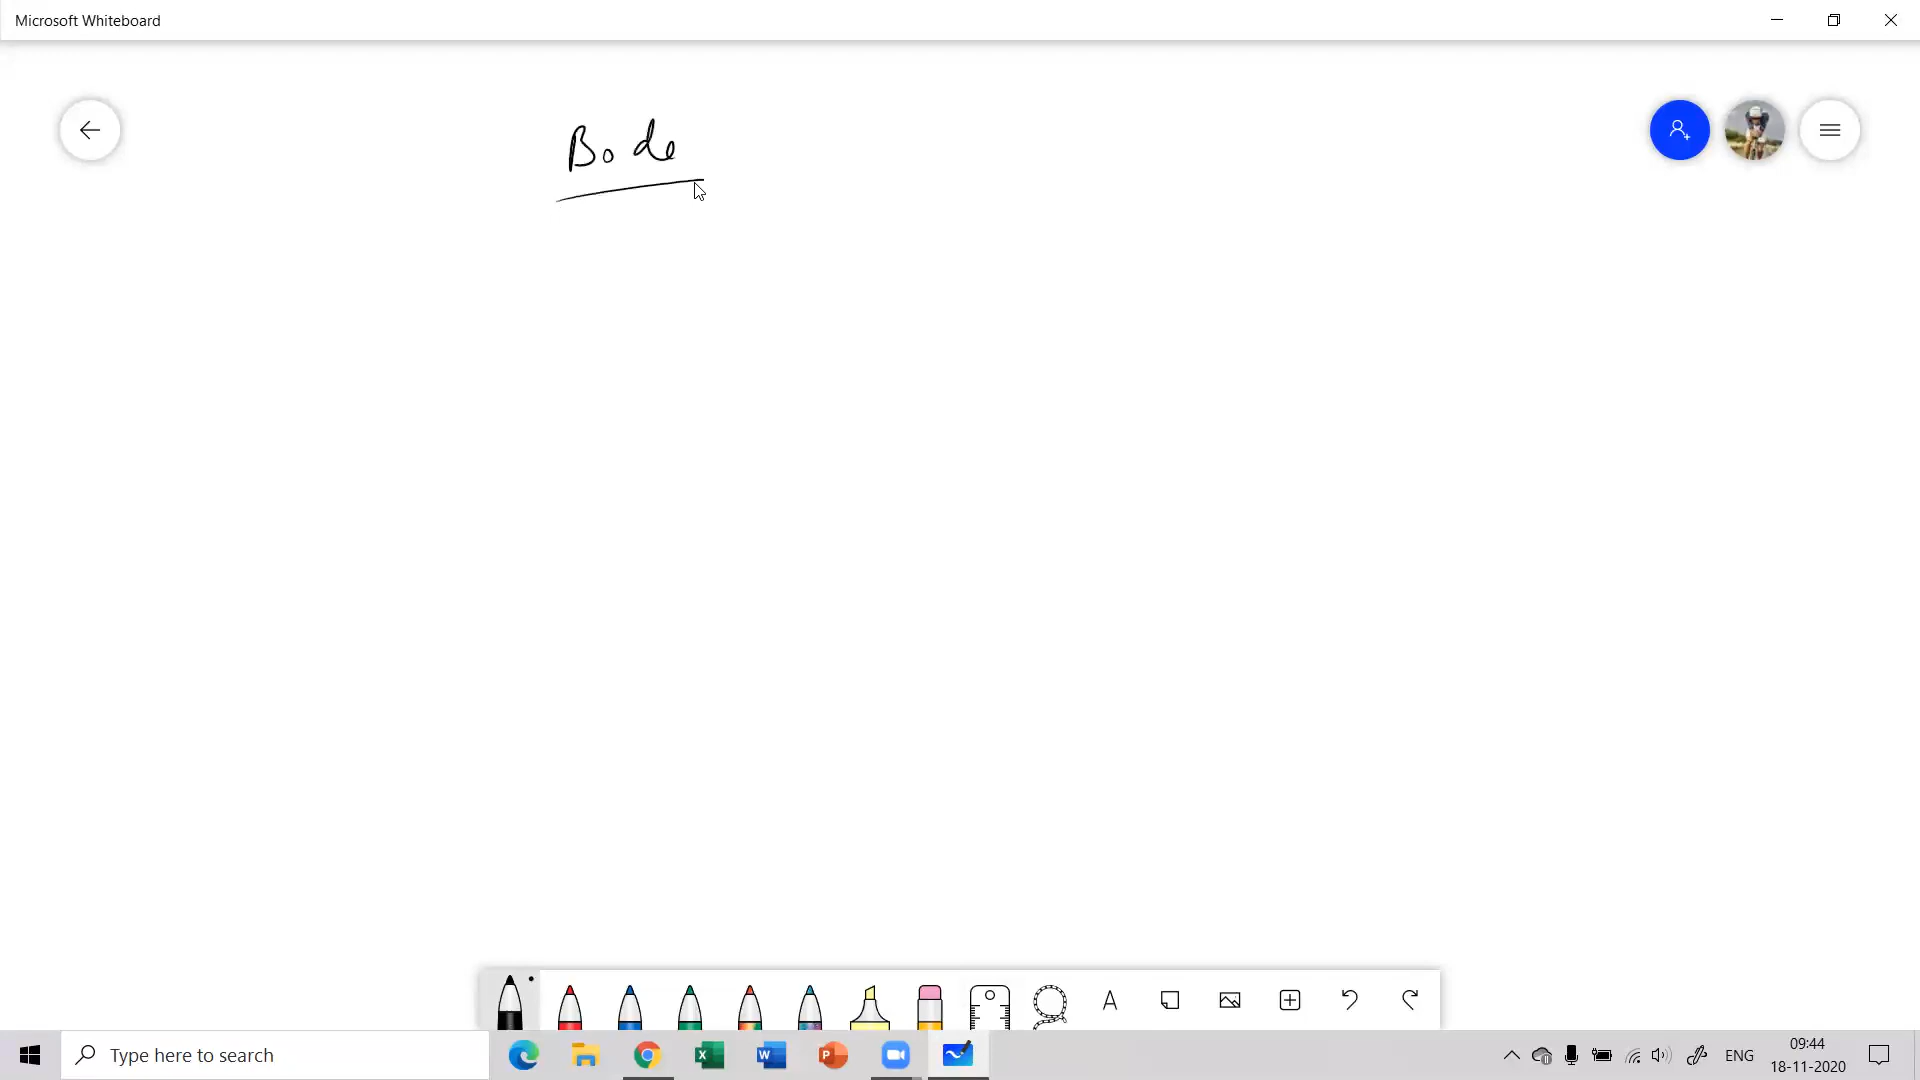 Microsoft Whiteboard
Bode
Type here to search
ENG
09:44
18-11-2020